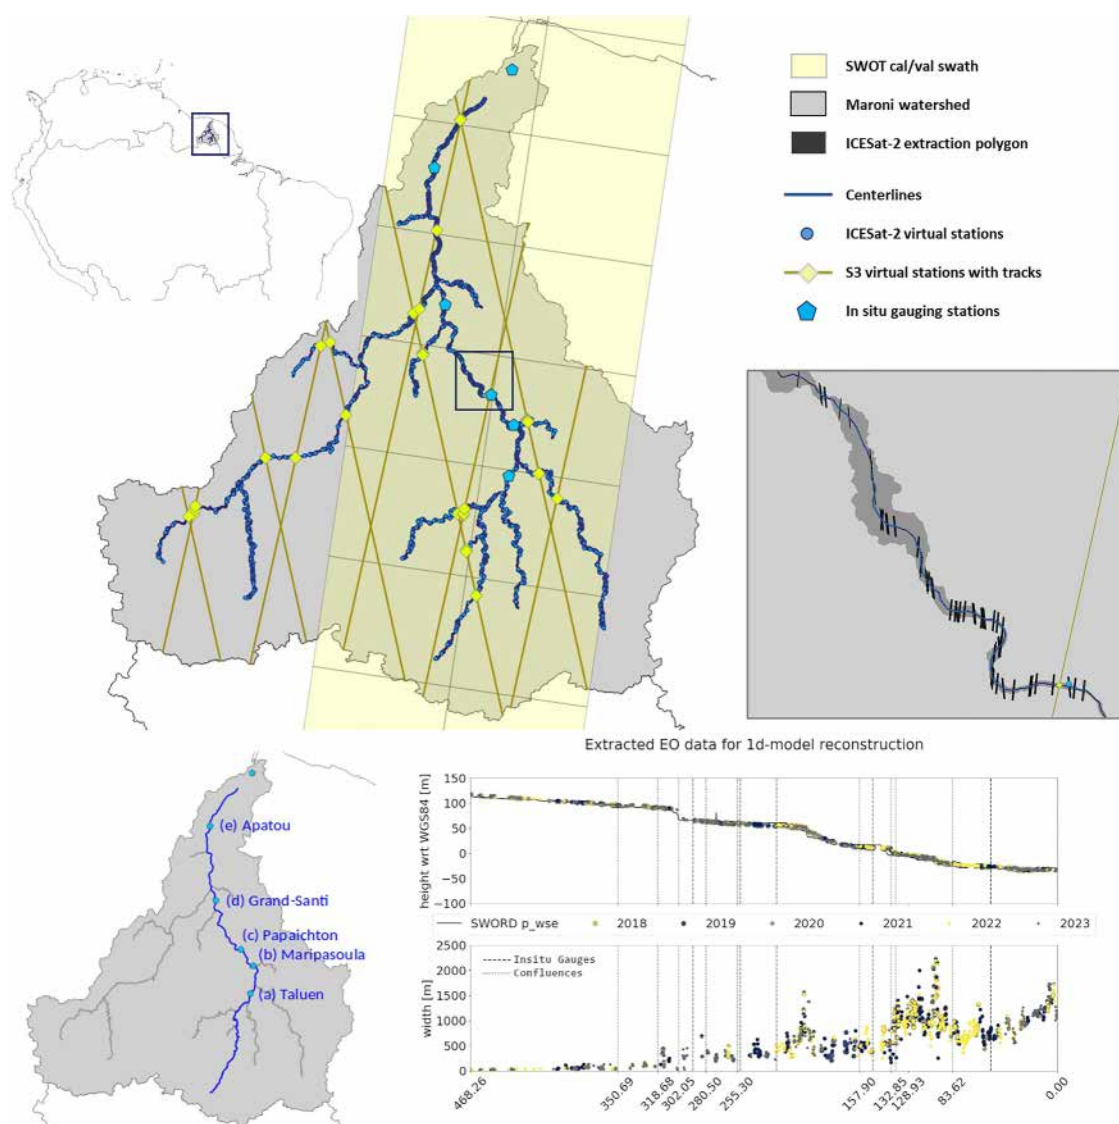 SWOT cal/val swath
Maroni watershed
ICESat-2 extraction polygon
Centerlines
ICESat-2 virtual stations
S3 virtual stations with tracks
In situ gauging stations
(e) Apatou
(d) Grand-Santi
(c) Papaichton
(b) Maripasoula
(a) Taluen
Extracted EO data for 1d-model reconstruction
height wrt WGS84
150
100
50
0
−50
−100
SWORD p_wse 2018 2019 2020 2021 2022 2023
width [m]
2500
2000
1500
1000
500
0
Insitu Gauges
Confluences
468.26 350.69 318.68 302.05 280.50 255.30 157.90 132.85 128.93 83.62 0.00